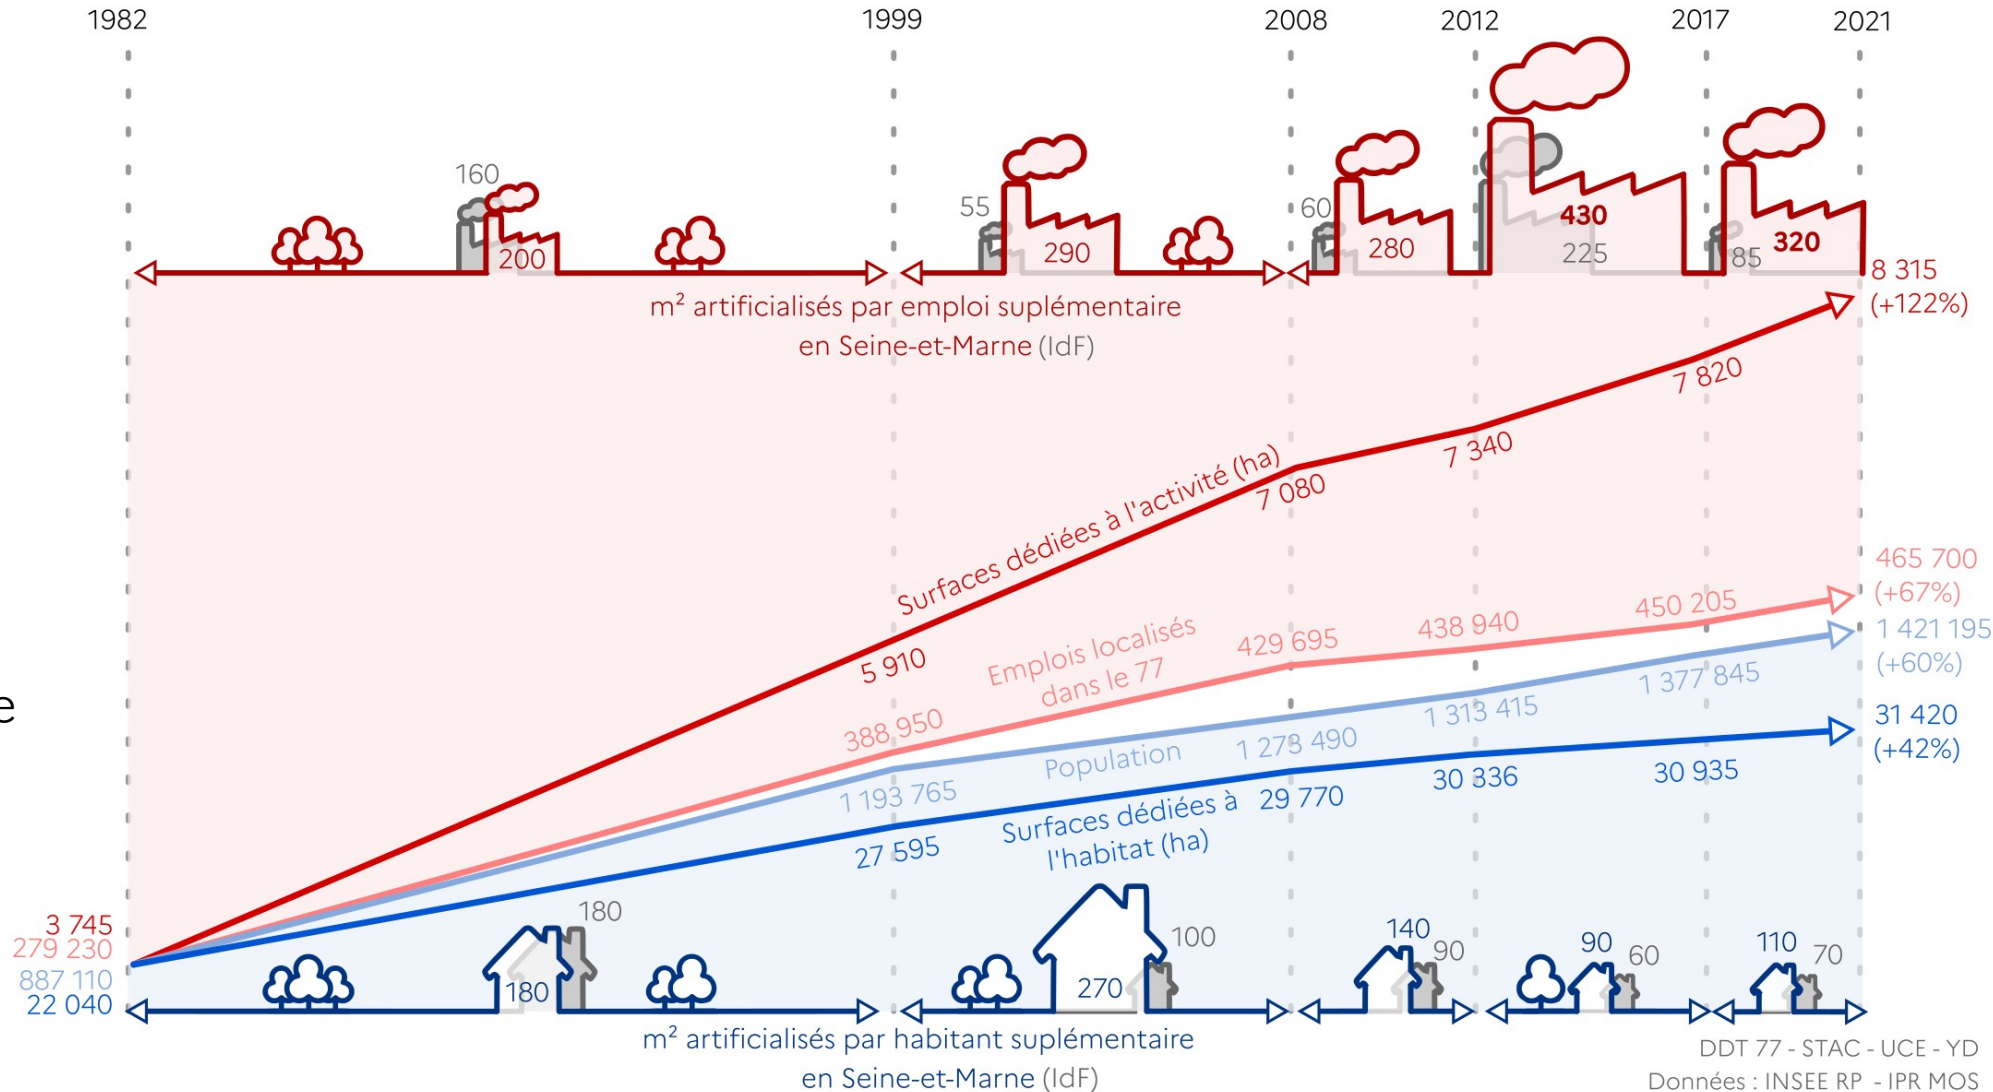 1982 1999 2008 2012 2017 2021
160
200
55
290
60
280
430
225
85
320
m² artificialisés par emploi suplémentaire
en Seine-et-Marne (IdF)
8 315
(+122%)
7 820
7 340
7 080
Surfaces dédiées à l'activité (ha)
5 910
465 700
(+67%)
450 205
438 940
429 695
Emplois localisés
dans le 77
388 950
1 421 195
(+60%)
1 377 845
1 313 415
1 273 490
Population
1 193 765
31 420
(+42%)
30 935
30 336
29 770
Surfaces dédiées à
l'habitat (ha)
27 595
e
3 745
279 230
887 110
22 040
180
180
270
100
140
90
90
60
110
70
m² artificialisés par habitant suplémentaire
en Seine-et-Marne (IdF)
DDT 77 - STAC - UCE - YD
Données : INSEE RP - IPR MOS